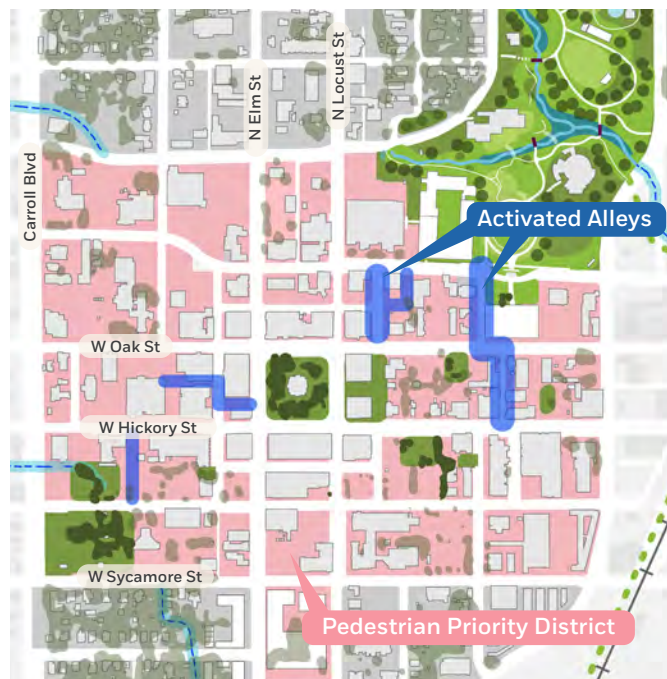 N Elm St
N Locust St
Carroll Blvd
Activated Alleys
W Oak St
W Hickory St
W Sycamore St
Pedestrian Priority District